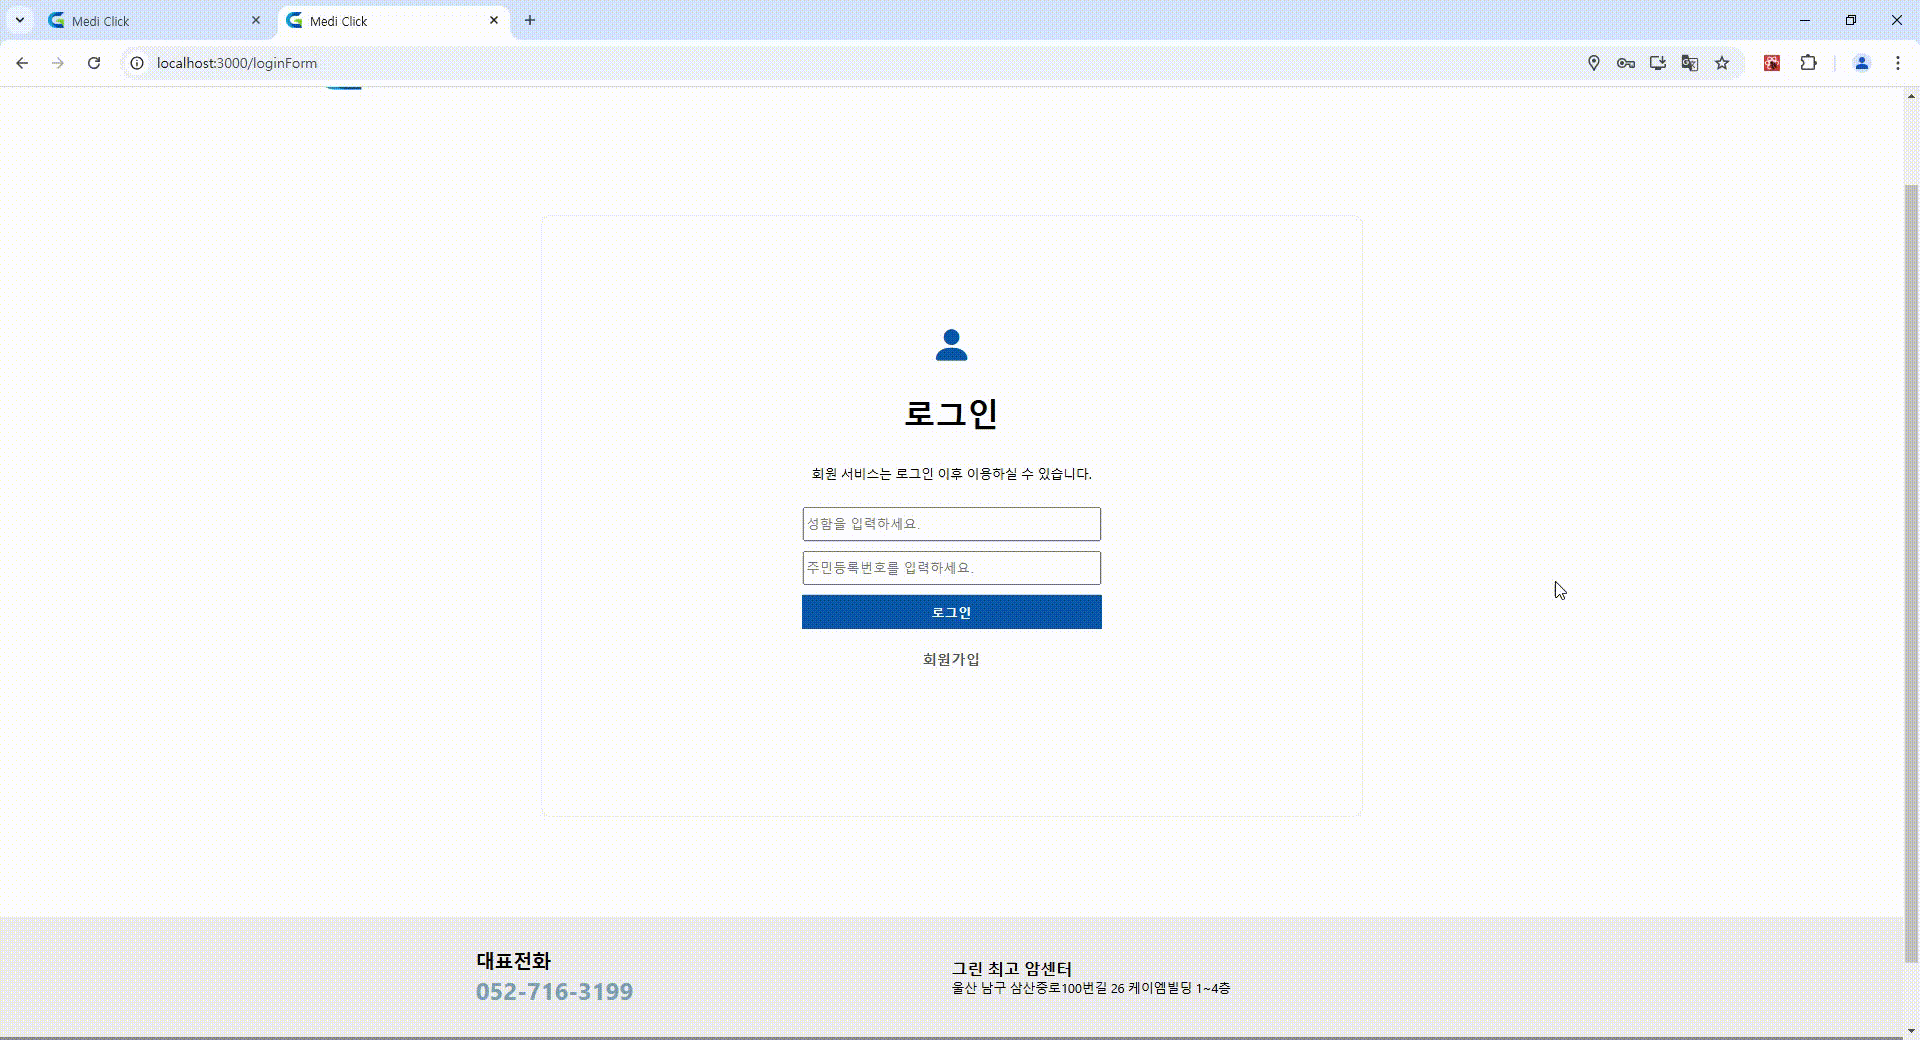 Medi Click
Medi Click
localhost:3000/loginForm
로그인
회원 서비스는 로그인 이후 이용하실 수 있습니다.
성함을 입력하세요.
주민등록번호를 입력하세요.
로그인
회원가입
대표전화
052-716-3199
그린 최고 암센터
울산 남구 삼산중로100번길 26 케이엠빌딩 1~4층